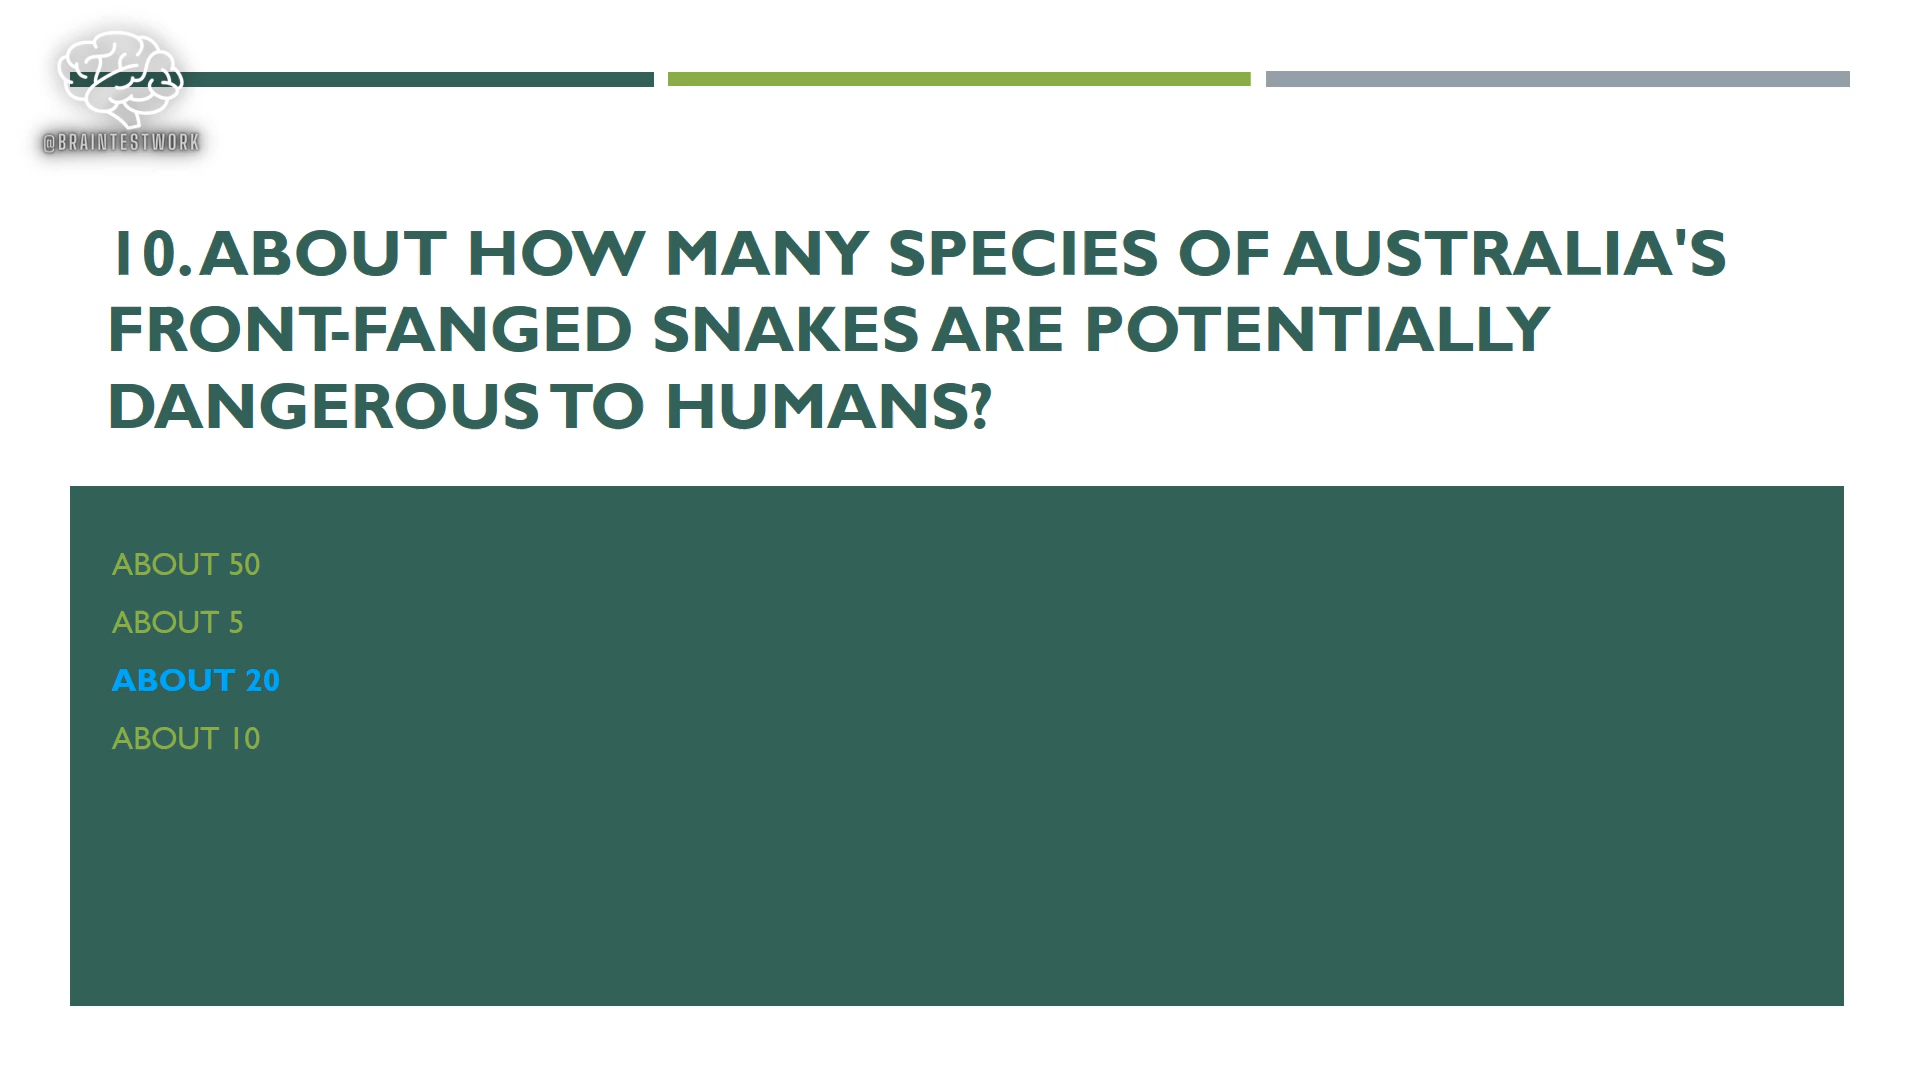 @BRAINTESTWORK
10. ABOUT HOW MANY SPECIES OF AUSTRALIA'S
FRONT-FANGED SNAKES ARE POTENTIALLY
DANGEROUS TO HUMANS?
ABOUT 50
ABOUT 5
ABOUT 20
ABOUT 10